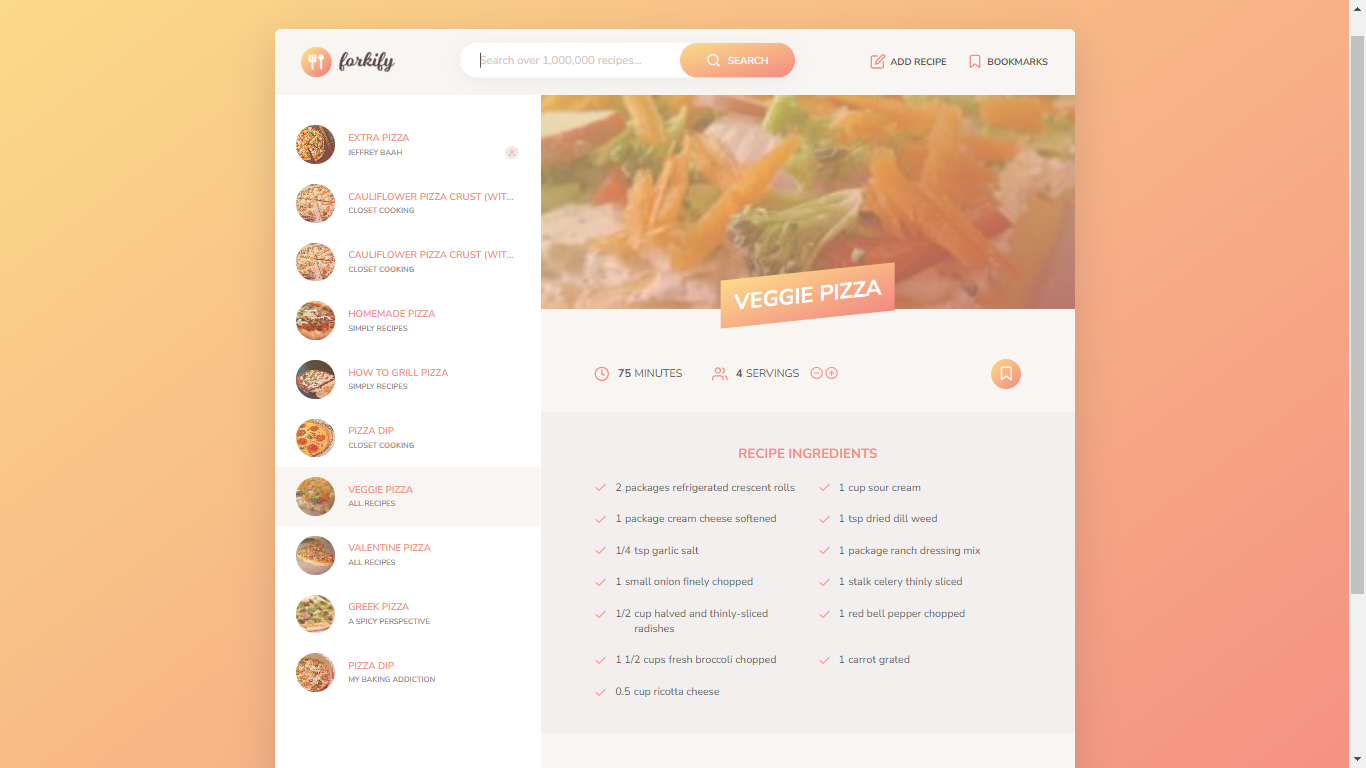 forkify
Search over 1,000,000 recipes...
SEARCH
ADD RECIPE
BOOKMARKS
EXTRA PIZZA
JEFFREY BAAH
CAULIFLOWER PIZZA CRUST (WIT...
CLOSET COOKING
CAULIFLOWER PIZZA CRUST (WIT...
CLOSET COOKING
HOMEMADE PIZZA
SIMPLY RECIPES
HOW TO GRILL PIZZA
SIMPLY RECIPES
PIZZA DIP
CLOSET COOKING
VEGGIE PIZZA
ALL RECIPES
VALENTINE PIZZA
ALL RECIPES
GREEK PIZZA
A SPICY PERSPECTIVE
PIZZA DIP
MY BAKING ADDICTION
VEGGIE PIZZA
75 MINUTES
4 SERVINGS
RECIPE INGREDIENTS
2 packages refrigerated crescent rolls
1 cup sour cream
1 package cream cheese softened
1 tsp dried dill weed
1/4 tsp garlic salt
1 package ranch dressing mix
1 small onion finely chopped
1 stalk celery thinly sliced
1/2 cup halved and thinly-sliced
radishes
1 red bell pepper chopped
1 1/2 cups fresh broccoli chopped
1 carrot grated
0.5 cup ricotta cheese